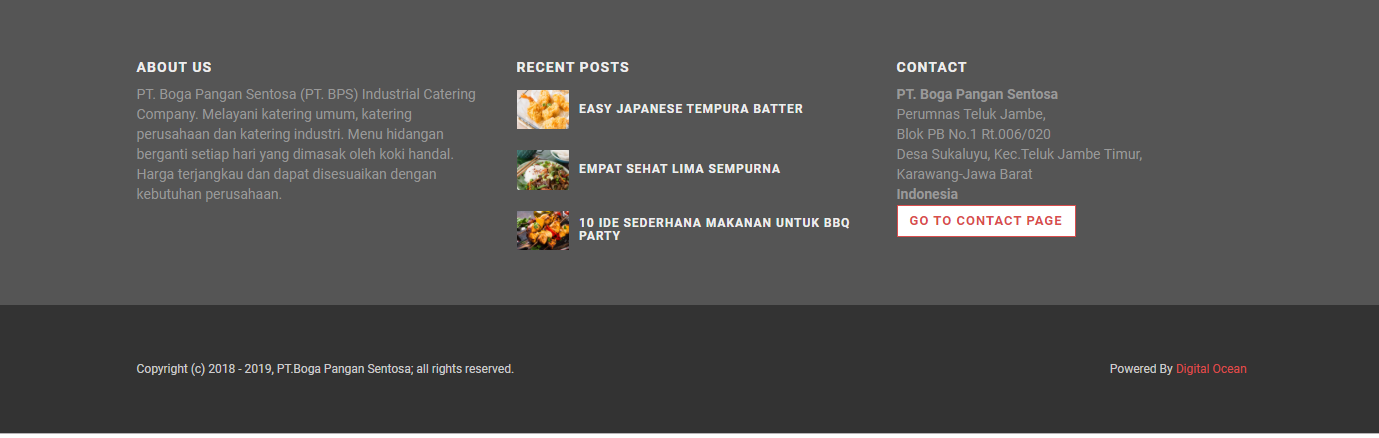 ABOUT US
PT. Boga Pangan Sentosa (PT. BPS) Industrial Catering
Company. Melayani katering umum, katering
perusahaan dan katering industri. Menu hidangan
berganti setiap hari yang dimasak oleh koki handal.
Harga terjangkau dan dapat disesuaikan dengan
kebutuhan perusahaan.
RECENT POSTS
EASY JAPANESE TEMPURA BATTER
EMPAT SEHAT LIMA SEMPURNA
10 IDE SEDERHANA MAKANAN UNTUK BBQ
PARTY
CONTACT
PT. Boga Pangan Sentosa
Perumnas Teluk Jambe,
Blok PB No.1 Rt.006/020
Desa Sukaluyu, Kec.Teluk Jambe Timur,
Karawang-Jawa Barat
Indonesia
GO TO CONTACT PAGE
Copyright (c) 2018 - 2019, PT.Boga Pangan Sentosa; all rights reserved.
Powered By Digital Ocean